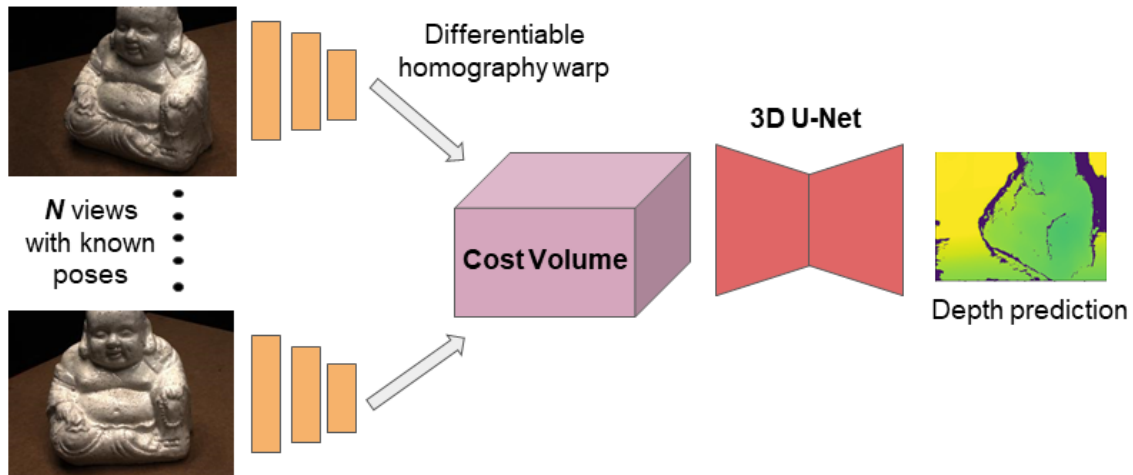 Differentiable
homography warp
3D U-Net
N views
with known
poses
Cost Volume
Depth prediction